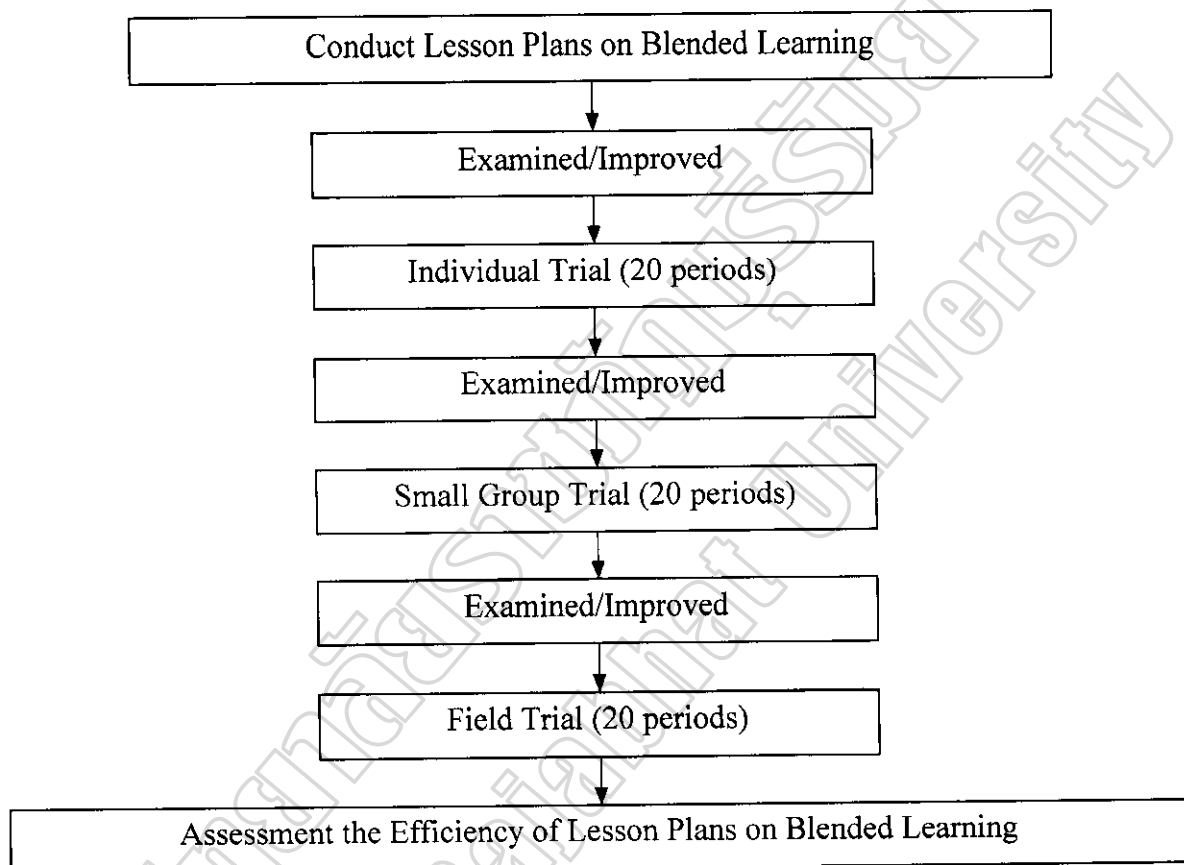 Conduct Lesson Plans on Blended Learning
Examined/Improved
Individual Trial (20 periods)
Examined/Improved
Small Group Trial (20 periods)
Examined/Improved
Field Trial (20 periods)
Assessment the Efficiency of Lesson Plans on Blended Learning
University